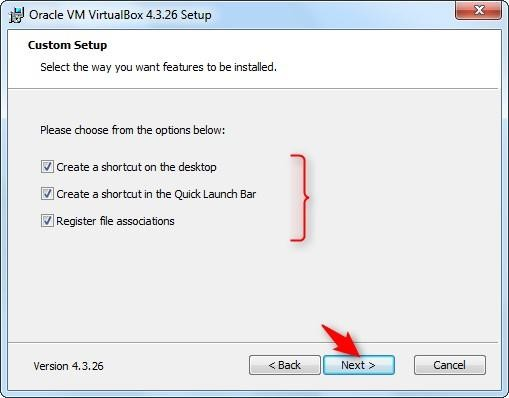 Oracle VM VirtualBox 4.3.26 Setup
Custom Setup
Select the way you want features to be installed.
Please choose from the options below:
Create a shortcut on the desktop
Create a shortcut in the Quick Launch Bar
Register file associations
Version 4.3.26
< Back
Next >
Cancel